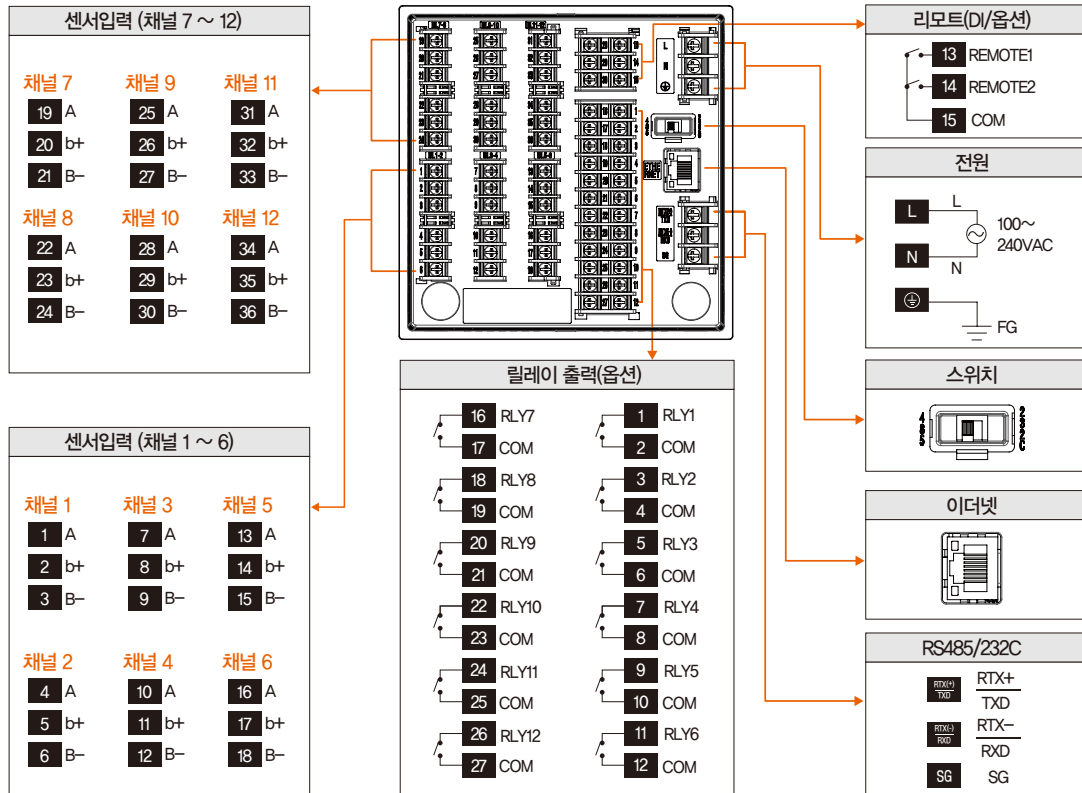 센서입력 (채널 7 ~ 12)
채널 7 채널 9 채널 11
19 A 25 A 31 A
20 b+ 26 b+ 32 b+
21 B− 27 B− 33 B−
채널 8 채널 10 채널 12
22 A 28 A 34 A
23 b+ 29 b+ 35 b+
24 B− 30 B− 36 B−
센서입력 (채널 1 ~ 6)
채널 1 채널 3 채널 5
1 A 7 A 13 A
2 b+ 8 b+ 14 b+
3 B− 9 B− 15 B−
채널 2 채널 4 채널 6
4 A 10 A 16 A
5 b+ 11 b+ 17 b+
6 B− 12 B− 18 B−
L
N
릴레이 출력(옵션)
16 RLY7 1 RLY1
17 COM 2 COM
18 RLY8 3 RLY2
19 COM 4 COM
20 RLY9 5 RLY3
21 COM 6 COM
22 RLY10 7 RLY4
23 COM 8 COM
24 RLY11 9 RLY5
25 COM 10 COM
26 RLY12 11 RLY6
27 COM 12 COM
리모트(DI/옵션)
13 REMOTE1
14 REMOTE2
15 COM
전원
L L
100~
240VAC
N N
FG
스위치
이더넷
RS485/232C
RTX(+) RTX+
TXD TXD
RTX(-) RTX−
RXD RXD
SG SG